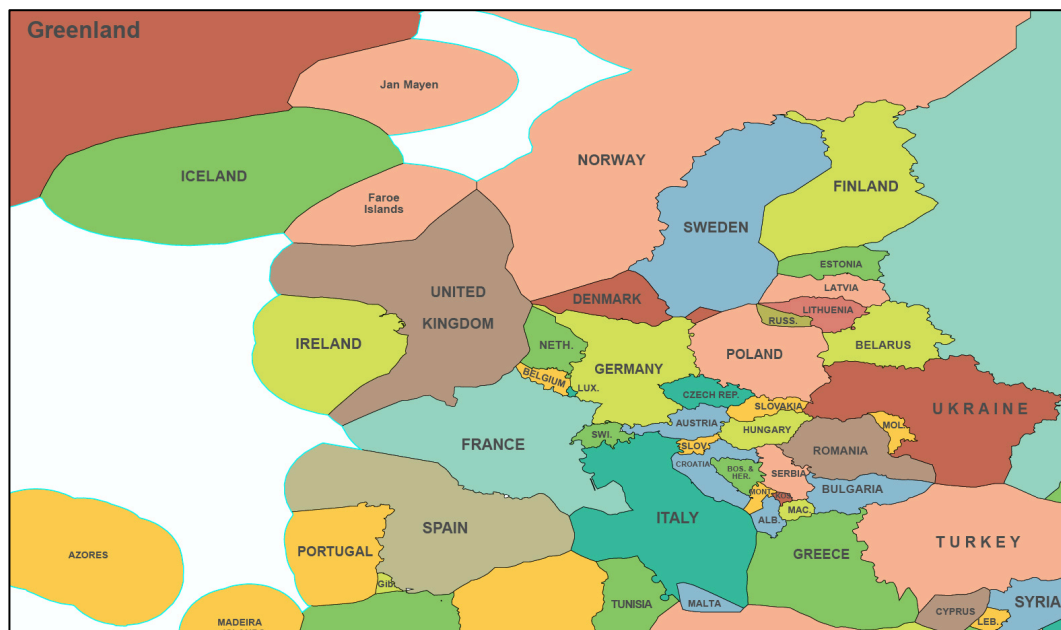 Greenland
Jan Mayen
ICELAND
NORWAY
FINLAND
Faroe
Islands
SWEDEN
ESTONIA
LATVIA
UNITED
KINGDOM
DENMARK
LITHUENIA
RUSS.
IRELAND
NETH.
BELARUS
POLAND
GERMANY
BELGIUM
LUX.
CZECH REP.
SLOVAKIA
UKRAINE
AUSTRIA
HUNGARY
MOL.
SWI.
FRANCE
SLOV.
ROMANIA
CROATIA
BOS. &
HER.
SERBIA
BULGARIA
MONT.
KOS.
MAC.
ALB.
ITALY
SPAIN
PORTUGAL
AZORES
GREECE
TURKEY
Gib.
TUNISIA
MALTA
CYPRUS
SYRIA
LEB.
MADEIRA